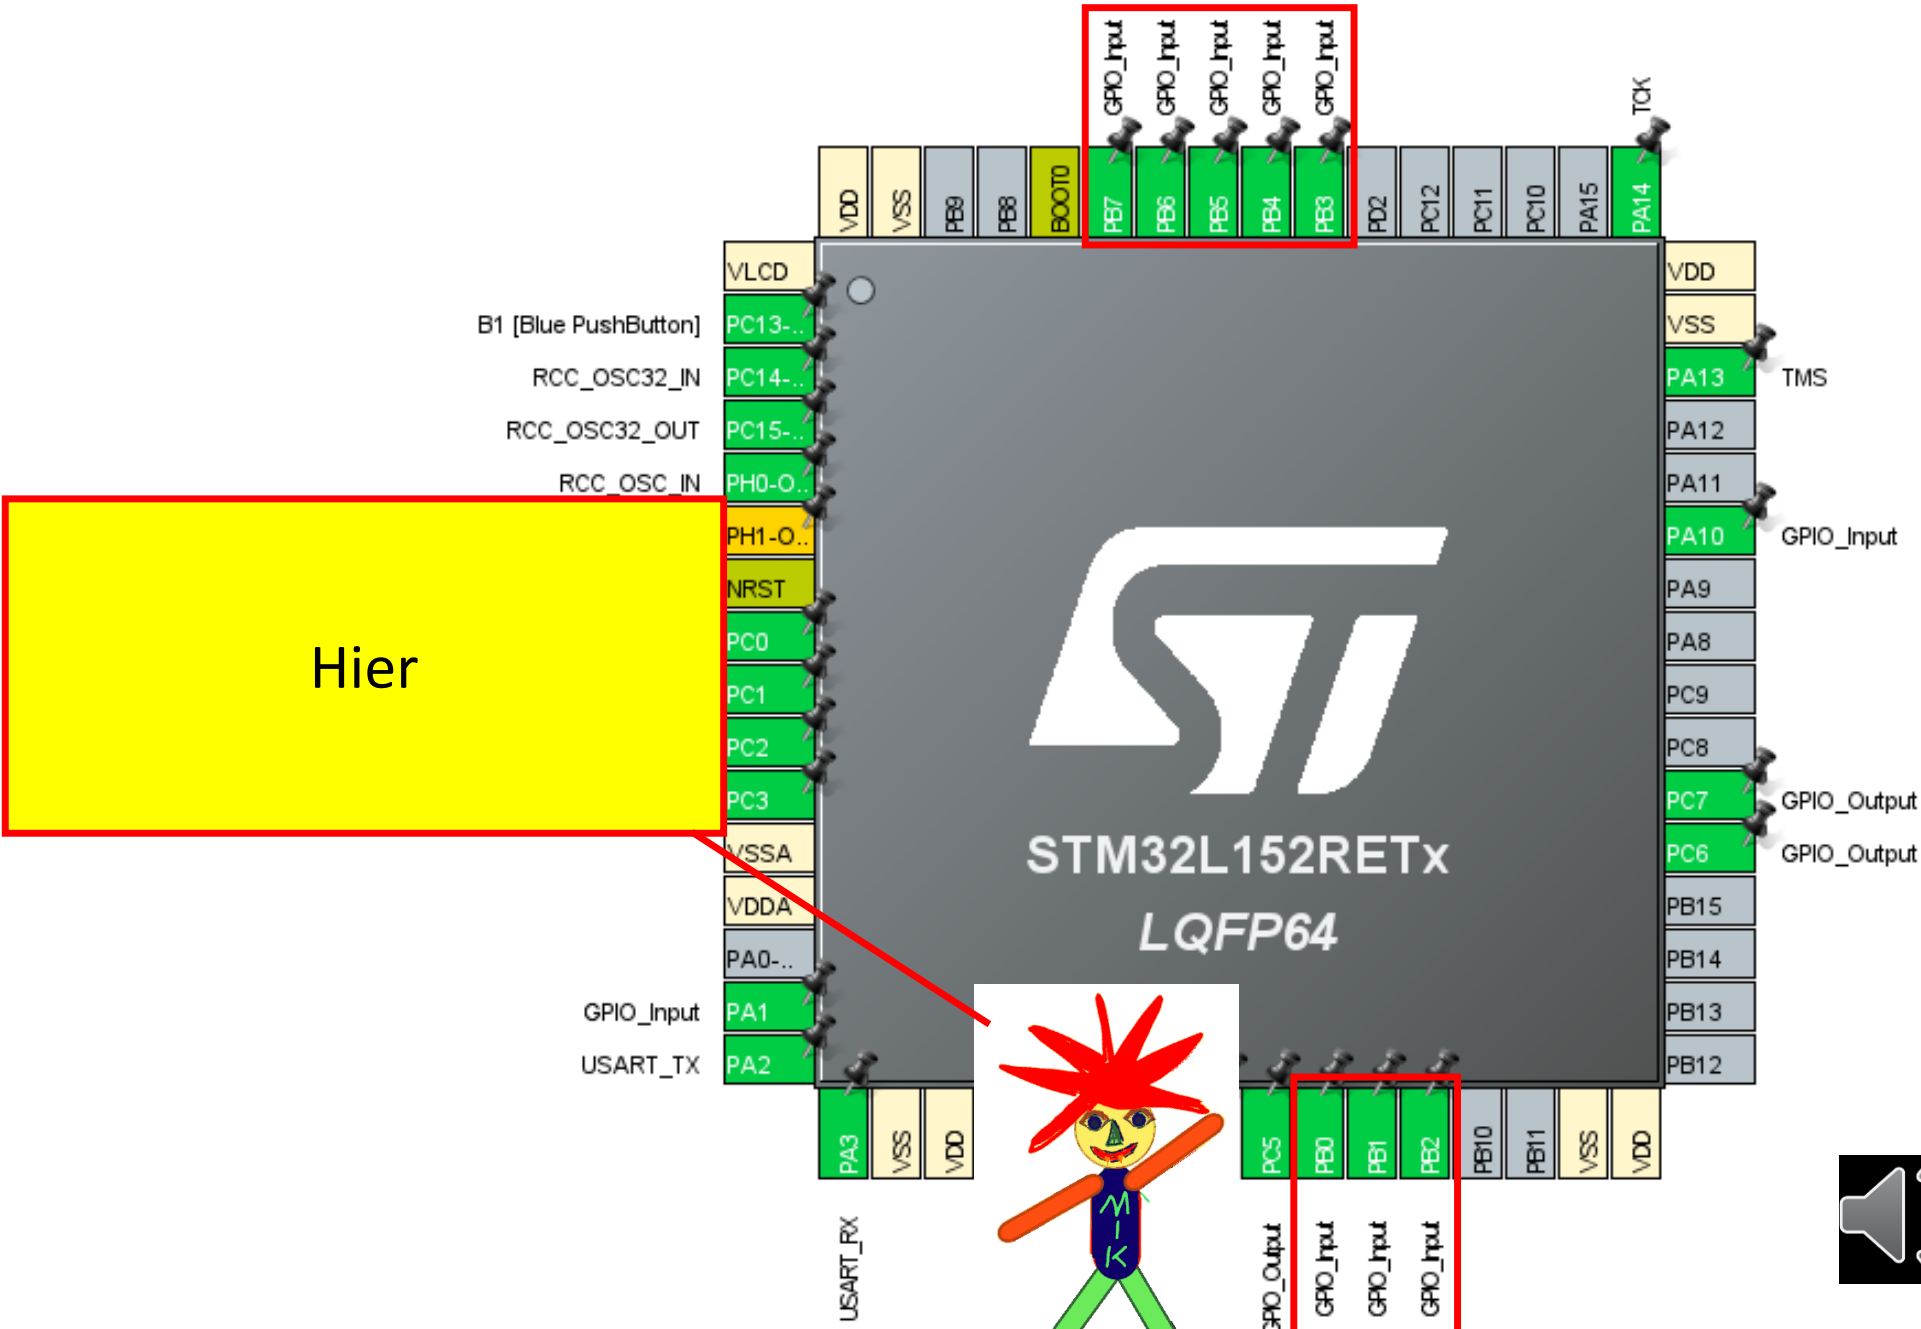 GPIO_Input
GPIO_Input
GPIO_Input
GPIO_Input
GPIO_Input
TCK
VDD
VSS
PB9
PB8
BOOT0
PB7
PB6
PB5
PB4
PB3
PD2
PC12
PC11
PC10
PA15
PA14
VLCD
B1 [Blue PushButton] PC13-..
RCC_OSC32_IN PC14-..
RCC_OSC32_OUT PC15-..
RCC_OSC_IN PH0-O..
PH1-O..
NRST
PC0
PC1
PC2
PC3
VSSA
VDDA
PA0-..
GPIO_Input PA1
USART_TX PA2
Hier
ST
STM32L152RETx
LQFP64
VDD
VSS
PA13 TMS
PA12
PA11
PA10 GPIO_Input
PA9
PA8
PC9
PC8
PC7 GPIO_Output
PC6 GPIO_Output
PB15
PB14
PB13
PB12
PA3
VSS
VDD
PC5
PB0
PB1
PB2
PB10
PB11
VSS
VDD
USART_RX
GPIO_Output
GPIO_Input
GPIO_Input
GPIO_Input
MIK